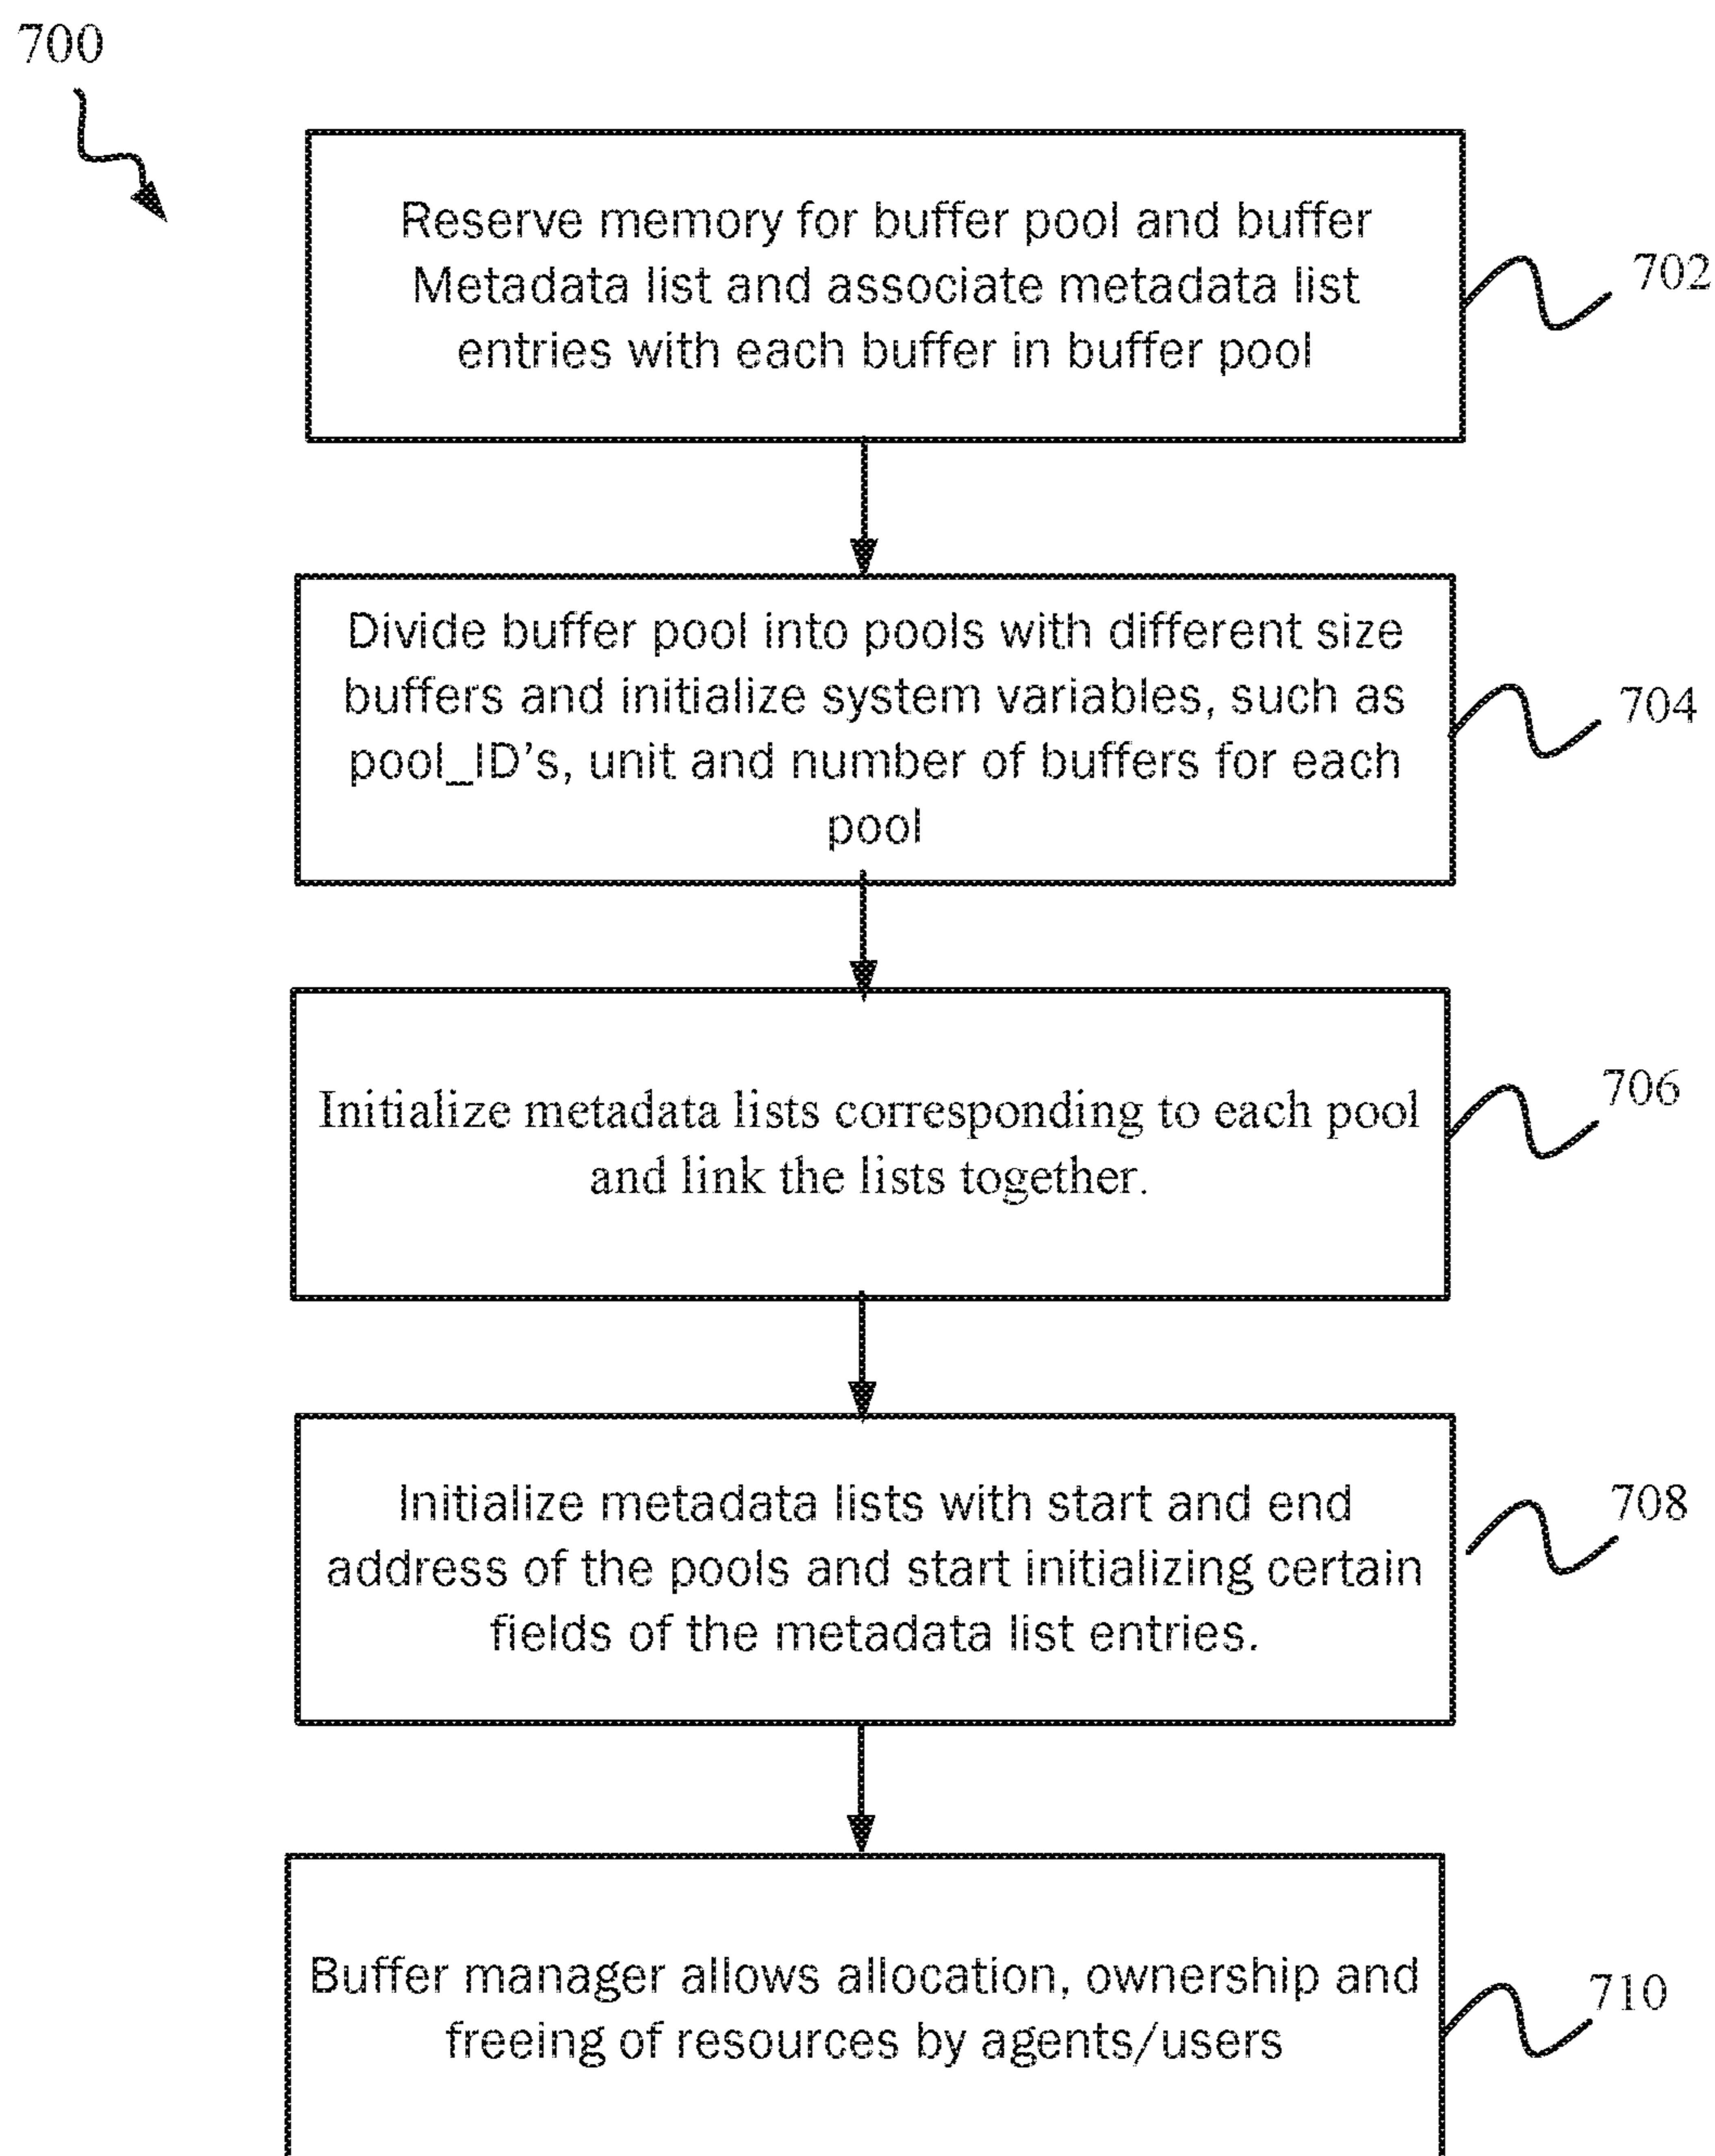 700
Reserve memory for buffer pool and buffer
Metadata list and associate metadata list
entries with each buffer in buffer pool
702
Divide buffer pool into pools with different size
buffers and initialize system variables, such as
pool_ID's, unit and number of buffers for each
pool
704
Initialize metadata lists corresponding to each pool
and link the lists together.
706
Initialize metadata lists with start and end
address of the pools and start initializing certain
fields of the metadata list entries.
708
Buffer manager allows allocation, ownership and
freeing of resources by agents/users
710